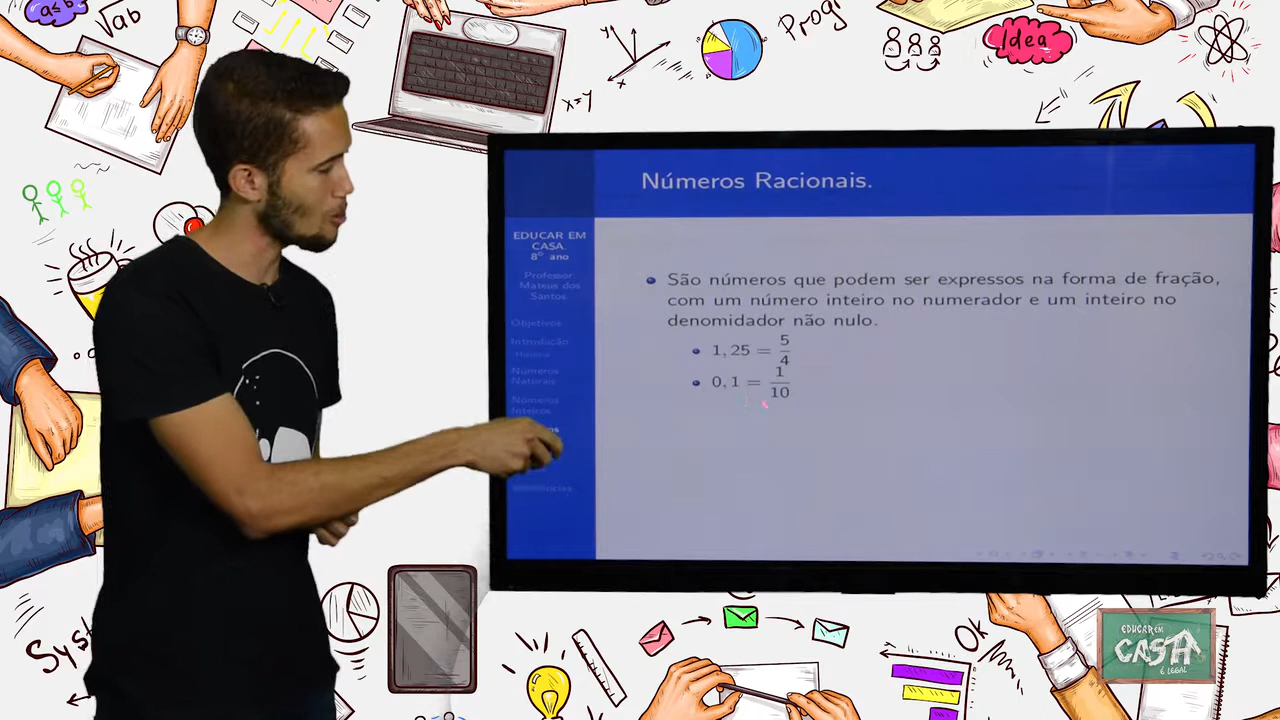 a≤b
√ab
y
x
x=y
Idea
Números Racionais.
EDUCAR EM
CASA.
8º ano
Professor:
Mateus dos
Santos.
Objetivos
Introdução
História
Números
Naturais
Números
Inteiros
• São números que podem ser expressos na forma de fração,
com um número inteiro no numerador e um inteiro no
denomidador não nulo.
• 1,25 = 5/4
• 0,1 = 1/10
Ok
EDUCAR EM
CASA
É LEGAL